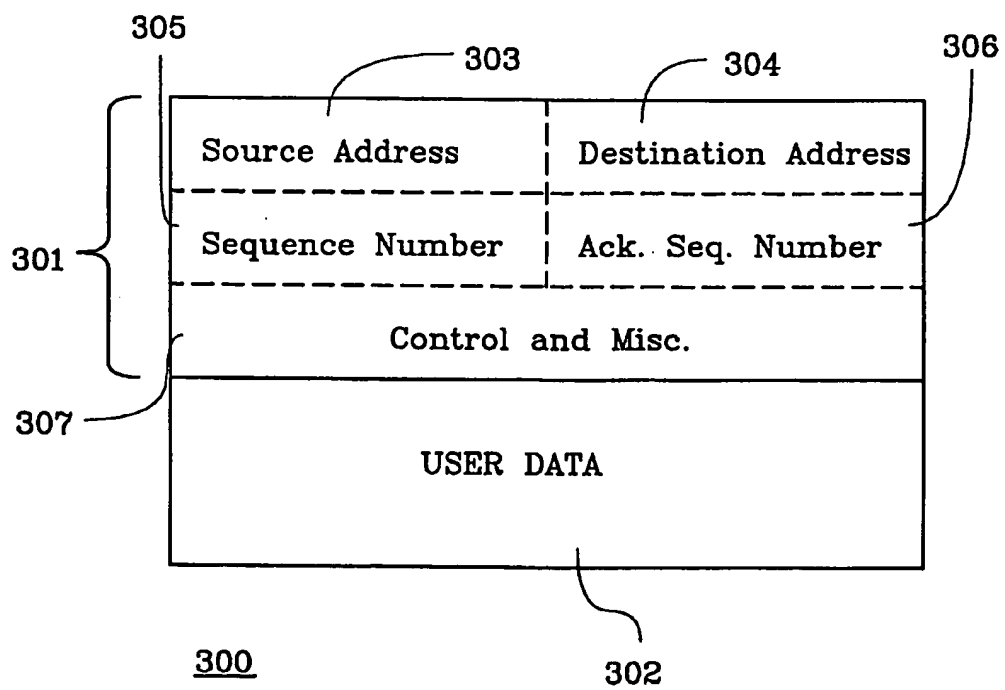 305
303
304
306
Source Address
Destination Address
301
Sequence Number
Ack. Seq. Number
Control and Misc.
307
USER DATA
300
302